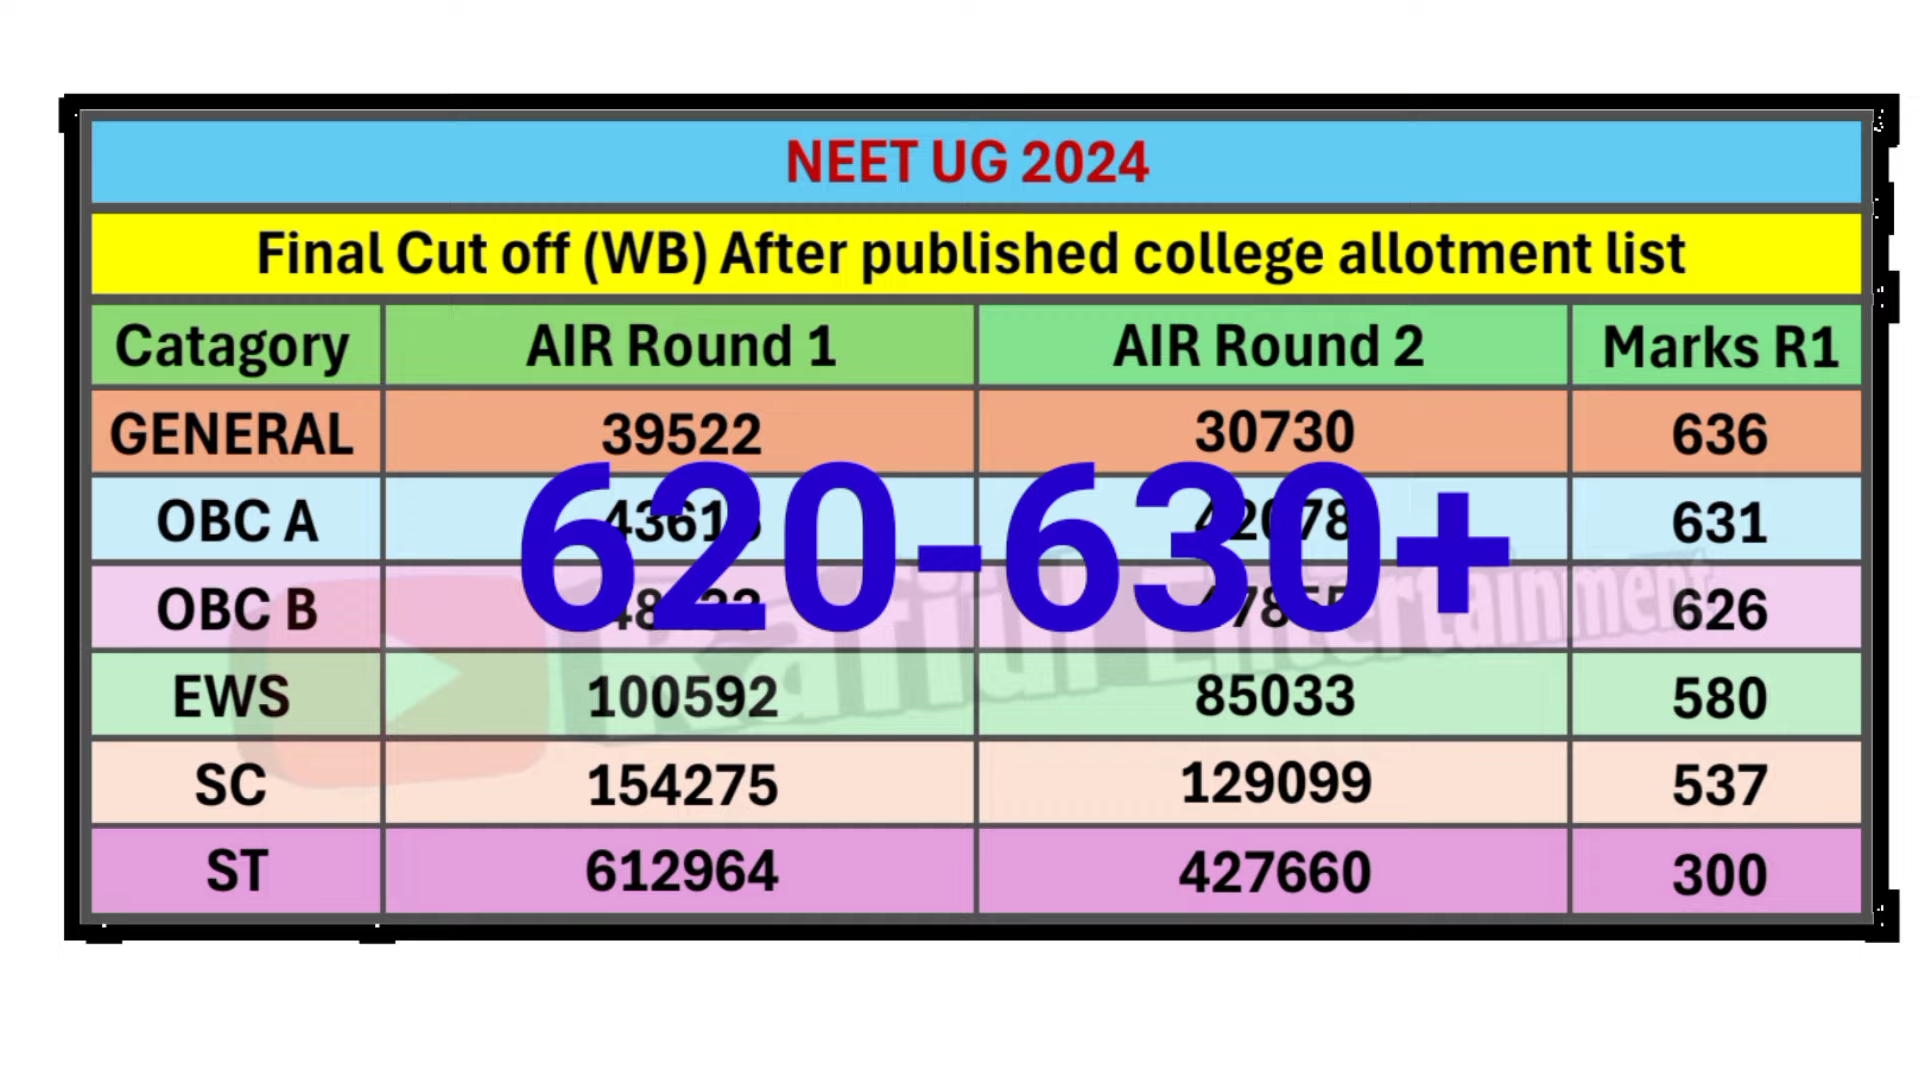 NEET UG 2024
Final Cut off (WB) After published college allotment list
Catagory AIR Round 1 AIR Round 2 Marks R1
GENERAL 39522 30730 636
620-630+
OBC A 631
OBC B 626
Rafiul Entertainment
EWS 100592 85033 580
SC 154275 129099 537
ST 612964 427660 300